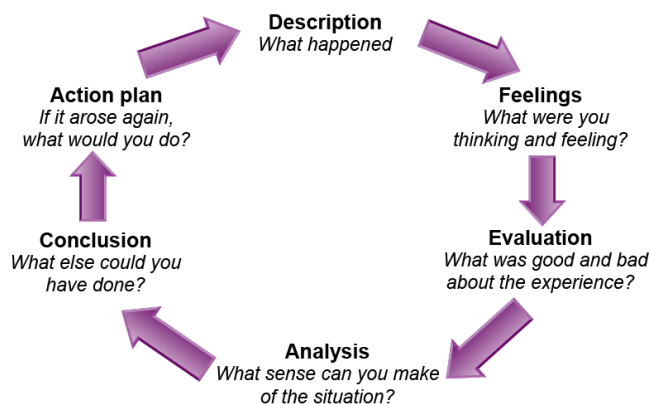 Description
What happened
Feelings
What were you
thinking and feeling?
Evaluation
What was good and bad
about the experience?
Analysis
What sense can you make
of the situation?
Conclusion
What else could you
have done?
Action plan
If it arose again,
what would you do?